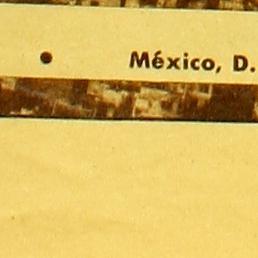 • México, D.